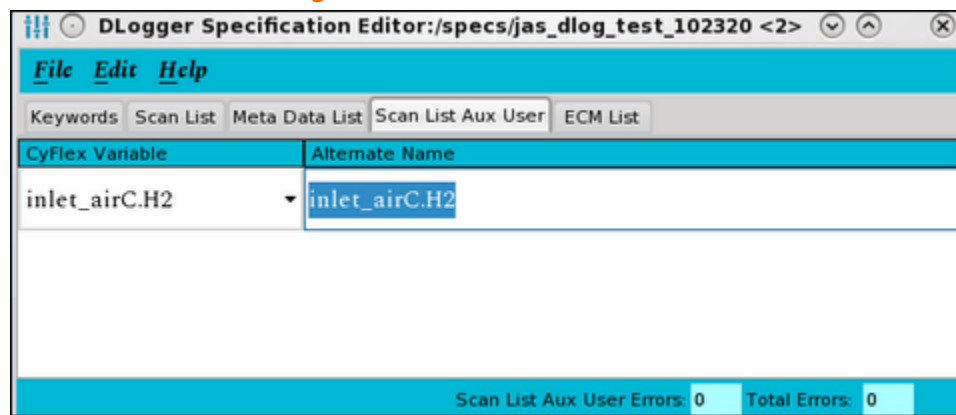 DLogger Specification Editor:/specs/jas_dlog_test_102320 <2>
File Edit Help
Keywords Scan List Meta Data List Scan List Aux User ECM List
CyFlex Variable Alternate Name
inlet_airC.H2 inlet_airC.H2
Scan List Aux User Errors: 0 Total Errors: 0